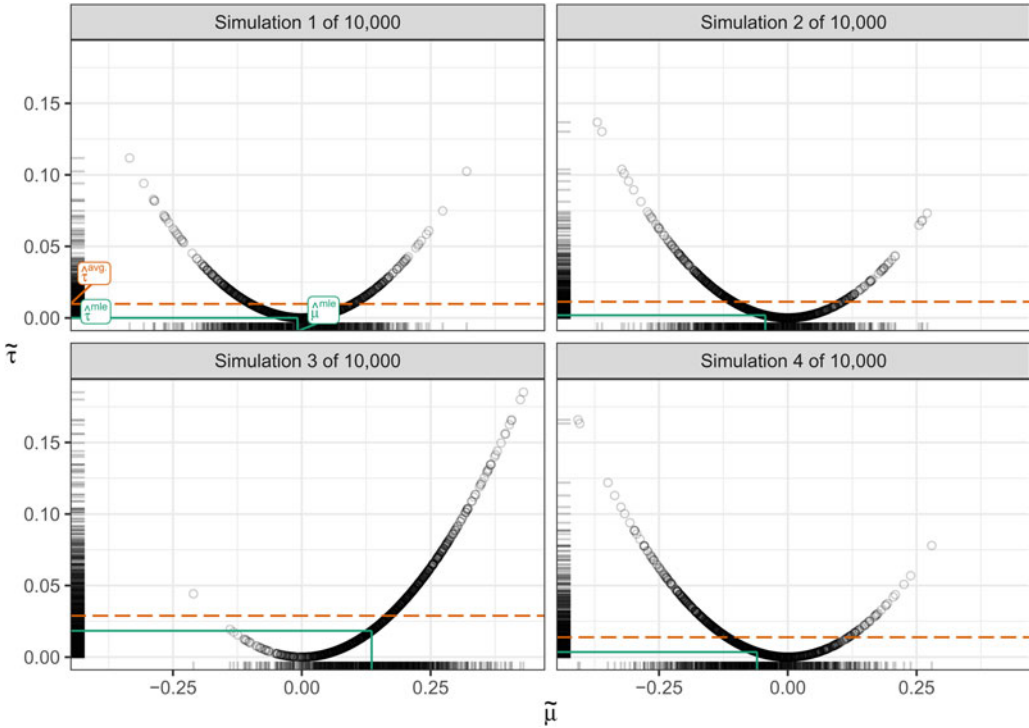 Simulation 1 of 10,000
Simulation 2 of 10,000
0.15
0.10
0.05
0.00
τ̂ᵃᵛᵍ·
τ̂ᵐˡᵉ
μ̂ᵐˡᵉ
τ̃
Simulation 3 of 10,000
Simulation 4 of 10,000
0.15
0.10
0.05
0.00
−0.25
0.00
0.25
−0.25
0.00
0.25
μ̃